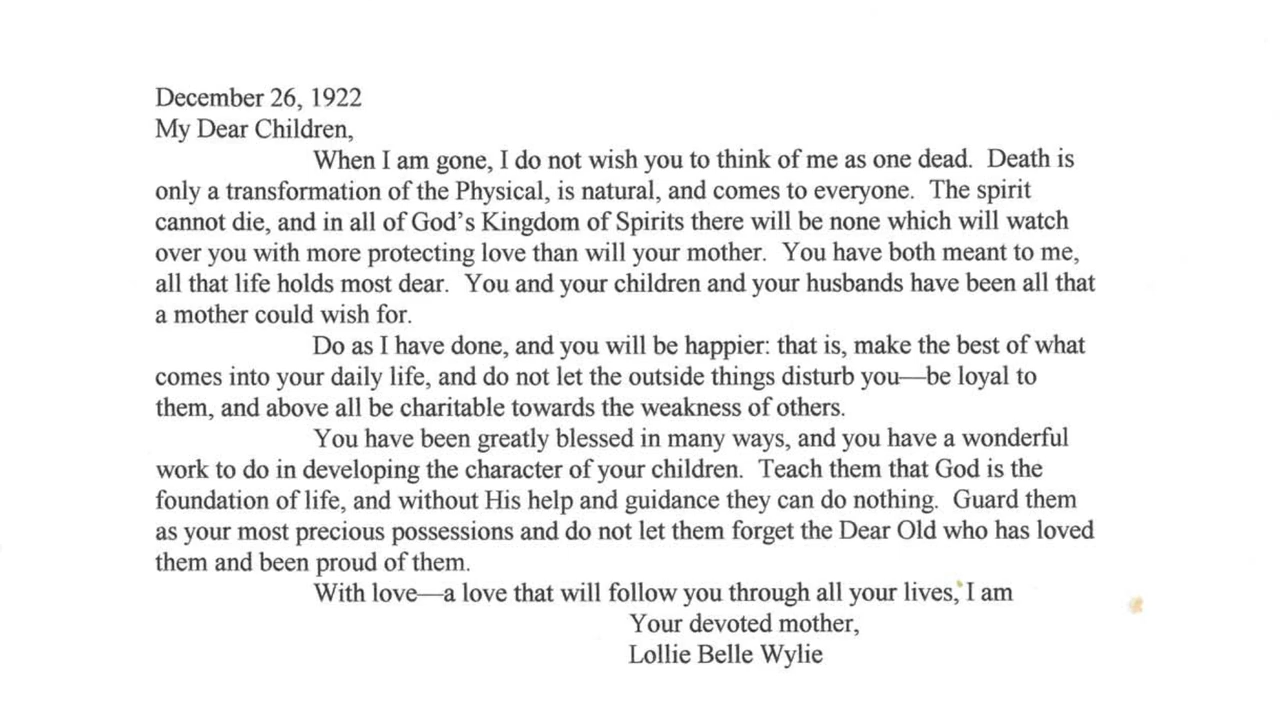 December 26, 1922
My Dear Children,
When I am gone, I do not wish you to think of me as one dead.  Death is
only a transformation of the Physical, is natural, and comes to everyone.  The spirit
cannot die, and in all of God’s Kingdom of Spirits there will be none which will watch
over you with more protecting love than will your mother.  You have both meant to me,
all that life holds most dear.  You and your children and your husbands have been all that
a mother could wish for.
Do as I have done, and you will be happier: that is, make the best of what
comes into your daily life, and do not let the outside things disturb you—be loyal to
them, and above all be charitable towards the weakness of others.
You have been greatly blessed in many ways, and you have a wonderful
work to do in developing the character of your children.  Teach them that God is the
foundation of life, and without His help and guidance they can do nothing.  Guard them
as your most precious possessions and do not let them forget the Dear Old who has loved
them and been proud of them.
With love—a love that will follow you through all your lives, I am
Your devoted mother,
Lollie Belle Wylie